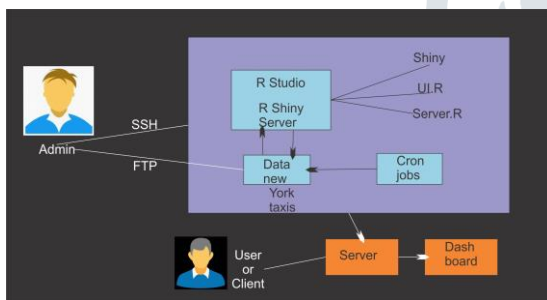 Shiny
R Studio
UI.R
R Shiny
Server
Server.R
SSH
Admin
FTP
Data
new
York
taxis
Cron
jobs
User
or
Client
Server
Dash
board